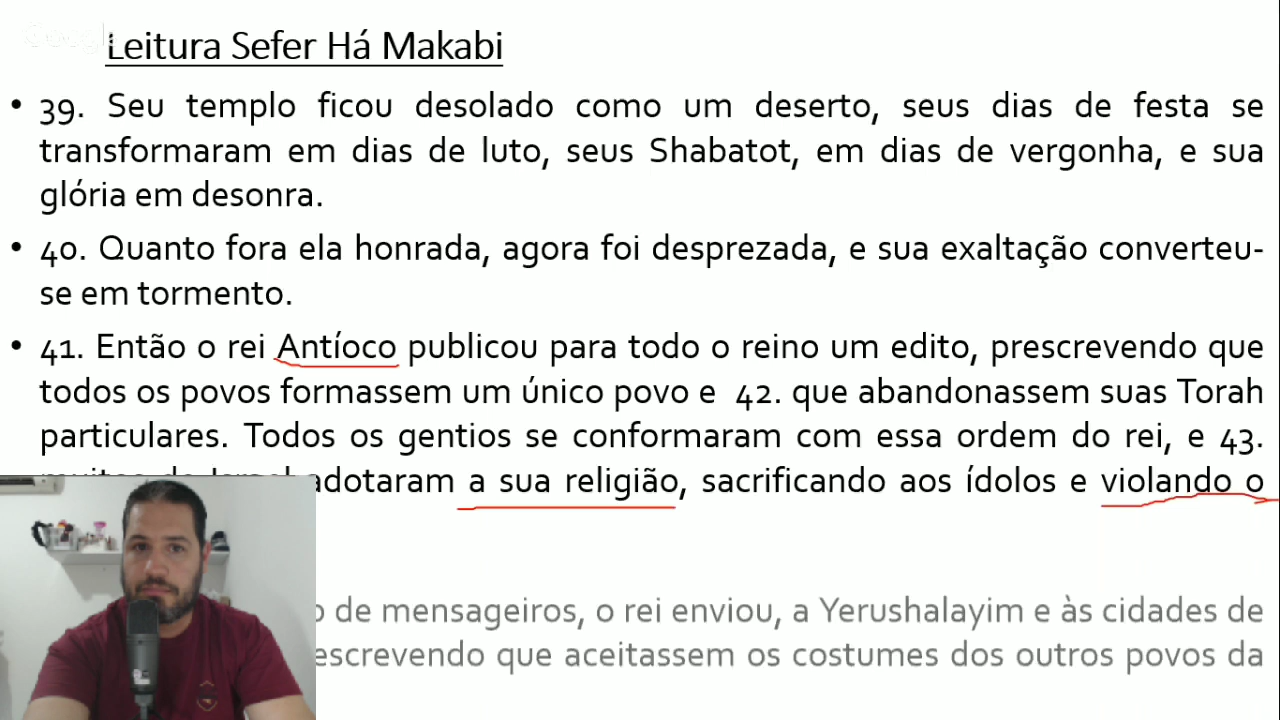 Leitura Sefer Há Makabi
• 39. Seu templo ficou desolado como um deserto, seus dias de festa se
transformaram em dias de luto, seus Shabatot, em dias de vergonha, e sua
glória em desonra.
• 40. Quanto fora ela honrada, agora foi desprezada, e sua exaltação converteu-
se em tormento.
• 41. Então o rei Antíoco publicou para todo o reino um edito, prescrevendo que
todos os povos formassem um único povo e 42. que abandonassem suas Torah
particulares. Todos os gentios se conformaram com essa ordem do rei, e 43.
adotaram a sua religião, sacrificando aos ídolos e violando o
de mensageiros, o rei enviou, a Yerushalayim e às cidades de
escrevendo que aceitassem os costumes dos outros povos da